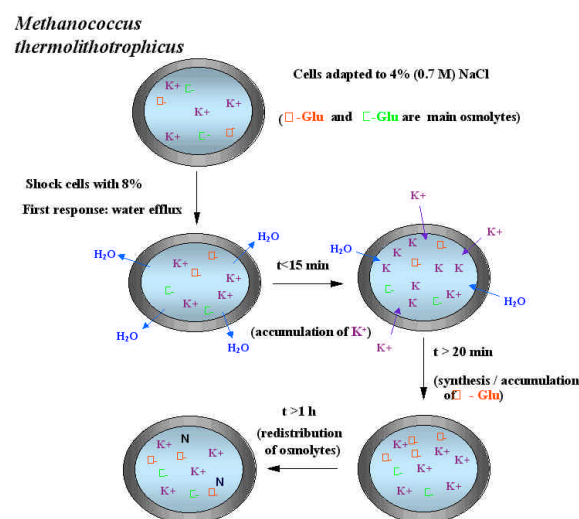 Methanococcus
thermolithotrophicus
Cells adapted to 4% (0.7 M) NaCl
K+ □-
□- K+
K+
K+ □- □-
(□-Glu and □-Glu are main osmolytes)
Shock cells with 8%
First response: water efflux
H₂O
H₂O
K+ □-
□- K+
□- K+
K+ □-
H₂O
H₂O
t<15 min
(accumulation of K⁺)
K+
K+
H₂O
K K □-
K □- K K
□- K K+
K □-
H₂O
K+
t > 20 min
(synthesis / accumulation
of □ - Glu)
K+ □- □-
□- □- K+
□- K+ K+
K+ □-
t >1 h
(redistribution
of osmolytes)
N
K+ K+
□- □-
□- K+ N
K+ □- □- K+